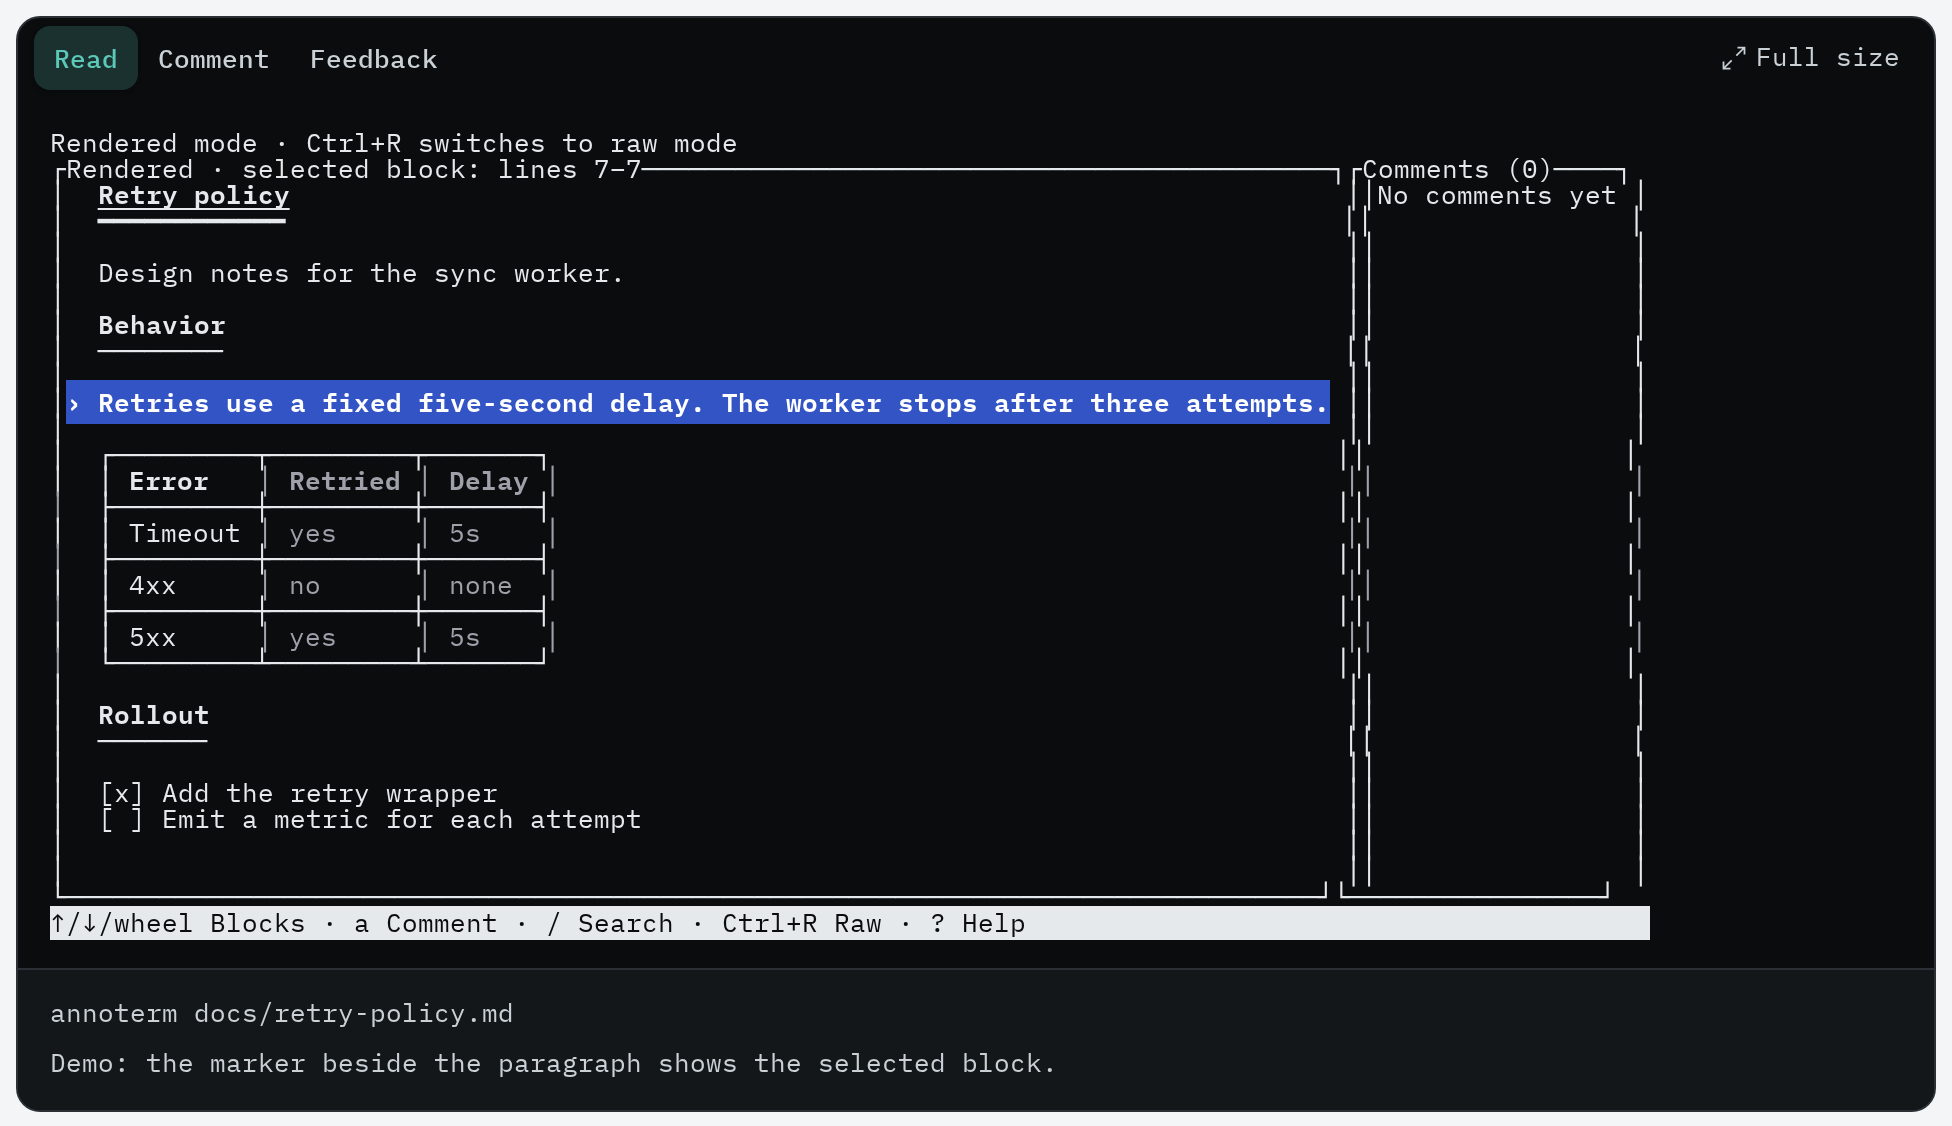 Read Comment Feedback Full size
Rendered mode · Ctrl+R switches to raw mode
Rendered · selected block: lines 7-7 Comments (0)
Retry policy No comments yet
Design notes for the sync worker.
Behavior
› Retries use a fixed five-second delay. The worker stops after three attempts.
Error Retried Delay
Timeout yes 5s
4xx no none
5xx yes 5s
Rollout
[x] Add the retry wrapper
[ ] Emit a metric for each attempt
↑/↓/wheel Blocks · a Comment · / Search · Ctrl+R Raw · ? Help
annoterm docs/retry-policy.md
Demo: the marker beside the paragraph shows the selected block.